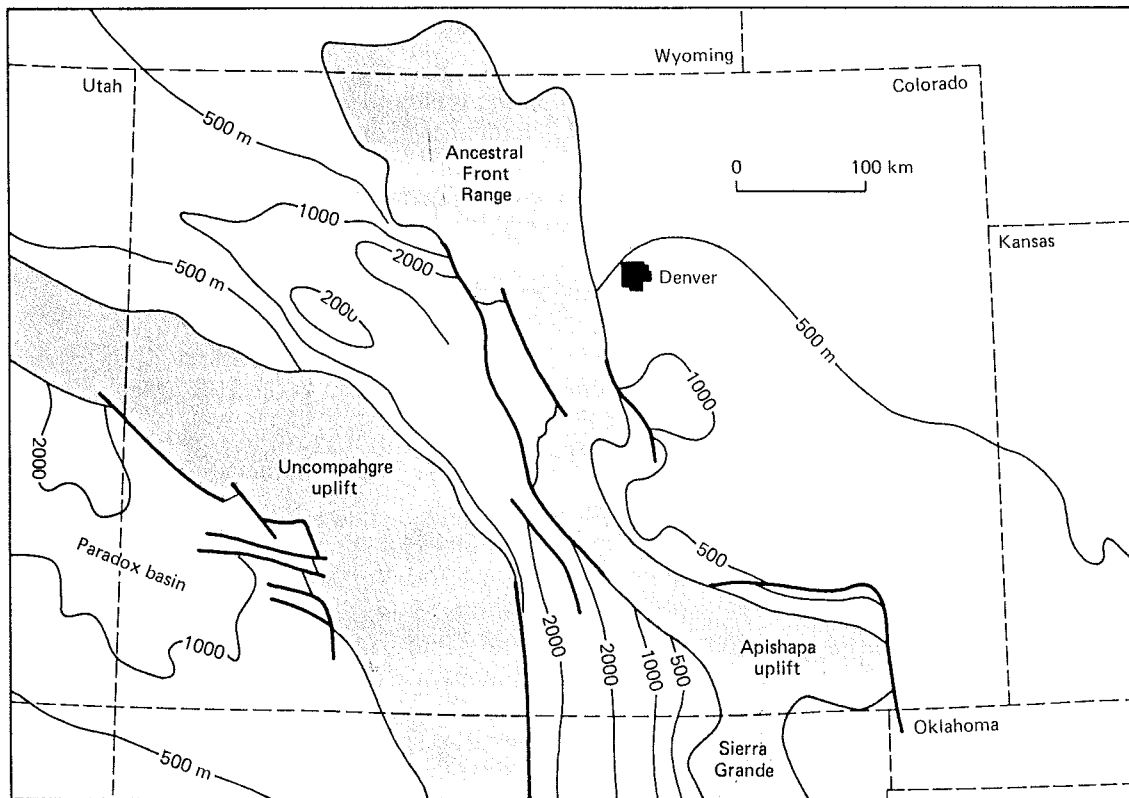 Wyoming
Utah
Colorado
500 m
Ancestral
Front
Range
0 100 km
1000
Kansas
2000
500 m
Denver
2000
500 m
1000
2000
Uncompahgre
uplift
Paradox basin
500
1000
2000
2000
1000
500
Apishapa
uplift
Oklahoma
Sierra
Grande
500 m